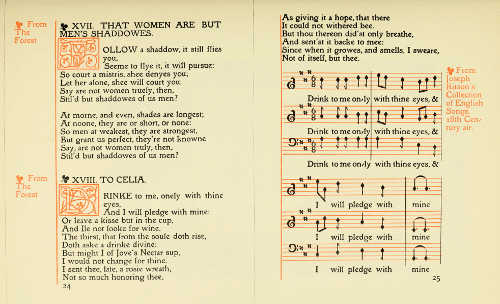 From
The
Forest
XVII. THAT WOMEN ARE BUT
MEN'S SHADDOWES.
FOLLOW a shaddow, it still flies
you,
Seeme to flye it, it will pursue:
So court a mistris, shee denyes you;
Let her alone, shee will court you.
Say, are not women truely, then,
Stil'd but shaddowes of us men?
At morne, and even, shades are longest;
At noone, they are or short, or none:
So men at weakest, they are strongest,
But grant us perfect, they're not knowne.
Say, are not women truly, then,
Stil'd but shaddowes of us men?
From
The
Forest
XVIII. TO CELIA.
DRINKE to me, onely with thine
eyes,
And I will pledge with mine;
Or leave a kisse but in the cup,
And Ile not looke for wine.
The thirst, that from the soule doth rise,
Doth aske a drinke divine:
But might I of Jove's Nectar sup,
I would not change for thine.
I sent thee, late, a rosie wreath,
Not so much honoring thee,
24
As giving it a hope, that there
It could not withered bee.
But thou thereon did'st only breathe,
And sent'st it backe to mee:
Since when it growes, and smells, I sweare,
Not of itself, but thee.
From
Joseph
Ritson's
Collection
of English
Songs,
18th Cen-
tury air.
Drink to me only with thine eyes, &
Drink to me only with thine eyes, &
Drink to me only with thine eyes, &
I will pledge with mine
I will pledge with mine
I will pledge with mine
25